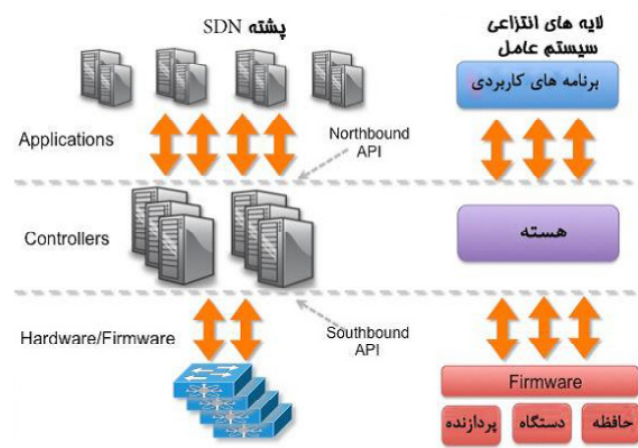 پشته SDN
لایه های انتزاعی
سیستم عامل
برنامه های کاربردی
Applications
Northbound
API
Controllers
هسته
Hardware/Firmware
Southbound
API
Firmware
پردازنده
دستگاه
حافظه